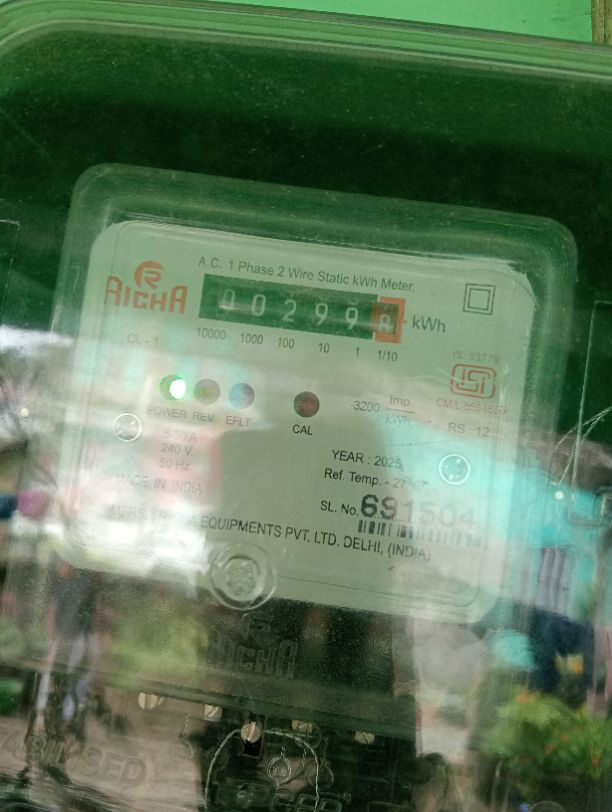 A.C. 1 Phase 2 Wire Static kWh Meter.
RICHA
00299
kWh
10000 1000 100 10 1 1/10
CL - 1
IS: 13779
ISI
POWER REV. EFLT
CAL
3200 Imp/kWh
RS : 12
240 V.
50 Hz
YEAR : 2025
Ref. Temp. - 27°
MADE IN INDIA
SL. No. 691504
EQUIPMENTS PVT. LTD. DELHI, (INDIA)
RICHA